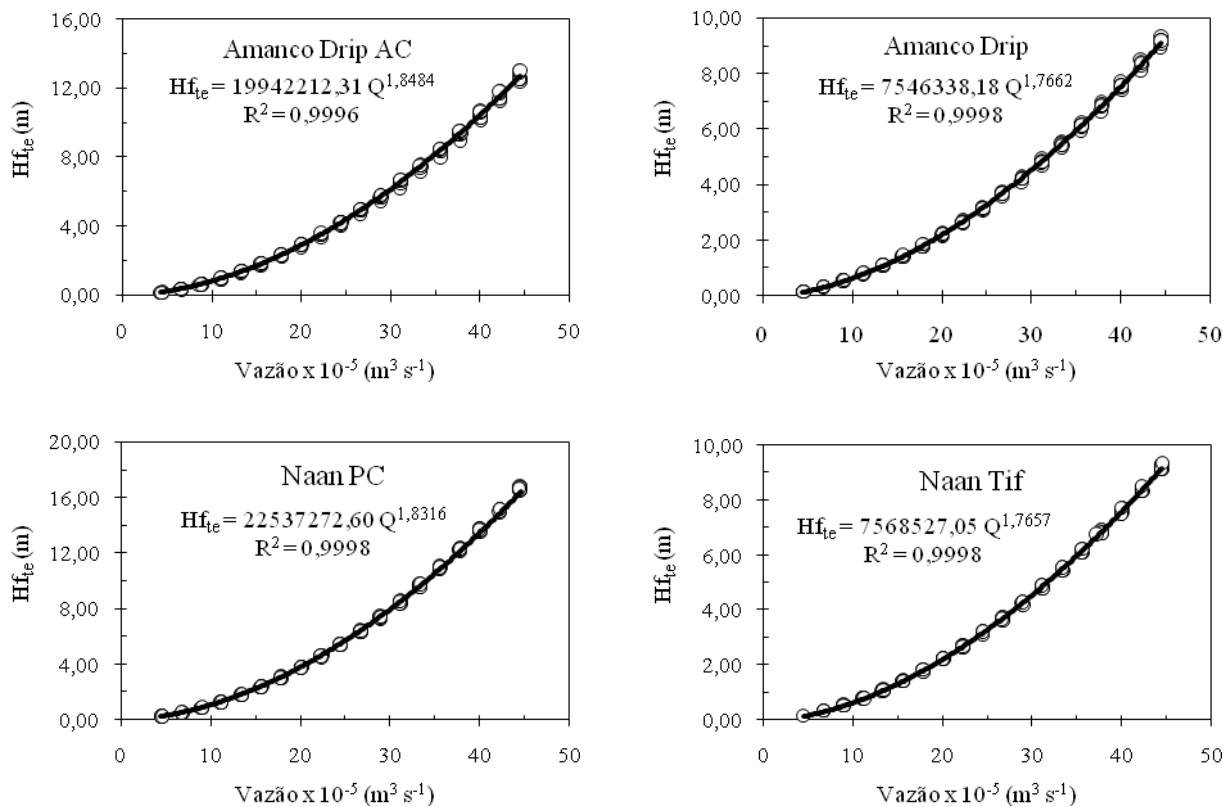 16,00
12,00
8,00
4,00
0,00
Hf_te (m)
Amanco Drip AC
Hf_te = 19942212,31 Q^1,8484
R² = 0,9996
0 10 20 30 40 50
Vazão x 10⁻⁵ (m³ s⁻¹)
10,00
8,00
6,00
4,00
2,00
0,00
Hf_te (m)
Amanco Drip
Hf_te = 7546338,18 Q^1,7662
R² = 0,9998
0 10 20 30 40 50
Vazão x 10⁻⁵ (m³ s⁻¹)
20,00
16,00
12,00
8,00
4,00
0,00
Hf_te (m)
Naan PC
Hf_te = 22537272,60 Q^1,8316
R² = 0,9998
0 10 20 30 40 50
Vazão x 10⁻⁵ (m³ s⁻¹)
10,00
8,00
6,00
4,00
2,00
0,00
Hf_te (m)
Naan Tif
Hf_te = 7568527,05 Q^1,7657
R² = 0,9998
0 10 20 30 40 50
Vazão x 10⁻⁵ (m³ s⁻¹)